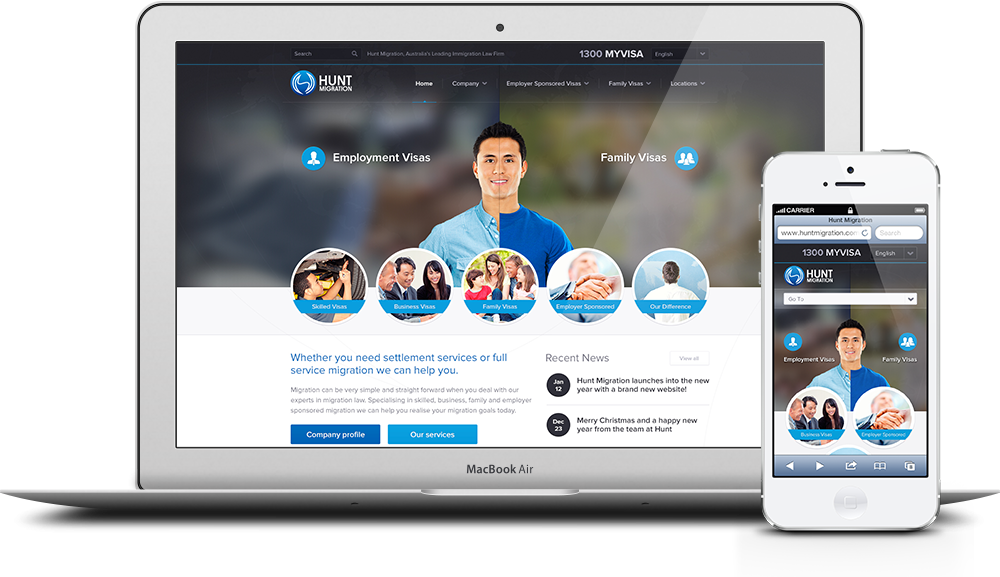 Search
Hunt Migration, Australia's Leading Immigration Law Firm
1300 MYVISA
English
HUNT
MIGRATION
Home
Company
Employer Sponsored Visas
Family Visas
Locations
Employment Visas
Family Visas
Skilled Visas
Business Visas
Family Visas
Employer Sponsored
Our Difference
Whether you need settlement services or full
service migration we can help you.
Migration can be very simple and straight forward when you deal with our
experts in migration law. Specialising in skilled, business, family and employer
sponsored migration we can help you realise your migration goals today.
Company profile
Our services
Recent News
View all
Jan
12
Hunt Migration launches into the new
year with a brand new website!
Dec
23
Merry Christmas and a happy new
year from the team at Hunt
MacBook Air
CARRIER
Hunt Migration
www.huntmigration.com
Search
1300 MYVISA
English
HUNT
MIGRATION
Go To
Employment Visas
Family Visas
Business Visas
Employer Sponsored